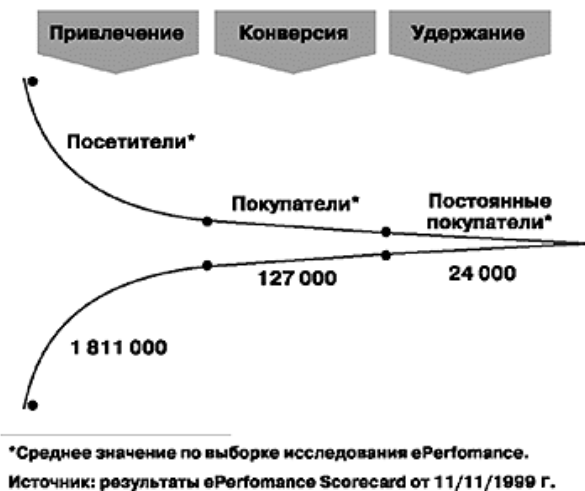 Привлечение
Конверсия
Удержание
Посетители*
Покупатели*
Постоянные
покупатели*
127 000
24 000
1 811 000
*Среднее значение по выборке исследования ePerfomance.
Источник: результаты ePerfomance Scorecard от 11/11/1999 г.